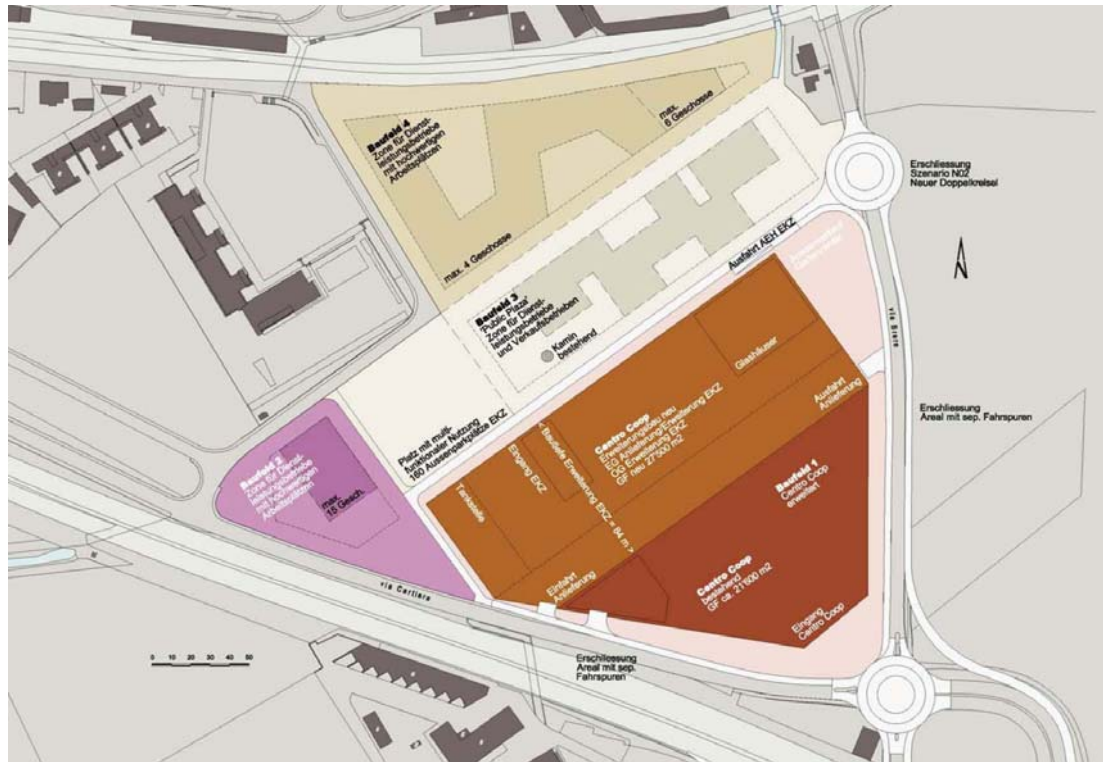 Baufeld 4
Zone für Dienst-
leistungsbetriebe
mit hochwertigen
Arbeitsplätzen
max.
6 Geschosse
max. 4 Geschosse
Erschliessung
Szenario N02
Neuer Doppelkreisel
Ausfahrt AEH EKZ
Baufeld 3
'Public Plaza'
Zone für Dienst-
leistungsbetriebe
und Verkaufsbetrieben
Kamin
bestehend
via Brere
Glashäuser
Ausfahrt
Anlieferung
Erschliessung
Areal mit sep. Fahrspuren
Platz mit multi-
funktionaler Nutzung
160 Aussenparkplätze EKZ
Centro Coop
Erweiterungsbau neu
EG Anlieferung/Erweiterung EKZ
OG Erweiterung EKZ
GF neu 27'500 m2
< Bautiefe Erweiterung EKZ = 84 m >
Eingang EKZ
Tankstelle
Baufeld 2
Zone für Dienst-
leistungsbetriebe
mit hochwertigen
Arbeitsplätzen
max.
15 Gesch.
Baufeld 1
Centro Coop
erweitert
Centro Coop
bestehend
GF ca. 21'600 m2
Einfahrt
Anlieferung
Eingang
Centro Coop
via Cartiera
Erschliessung
Areal mit sep.
Fahrspuren
0 10 20 30 40 50